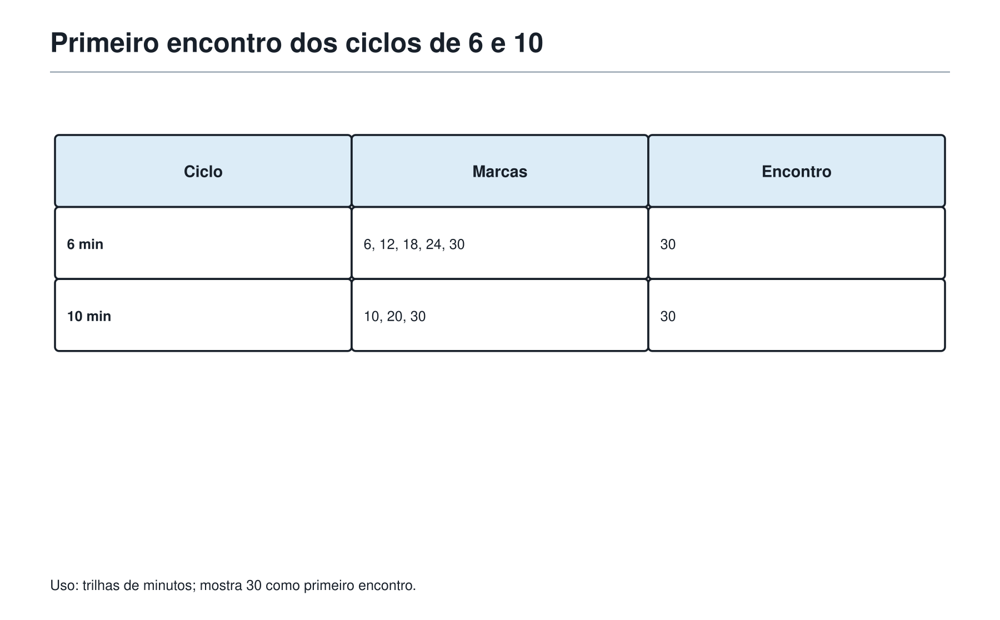 Primeiro encontro dos ciclos de 6 e 10
Ciclo Marcas Encontro
6 min 6, 12, 18, 24, 30 30
10 min 10, 20, 30 30
Uso: trilhas de minutos; mostra 30 como primeiro encontro.